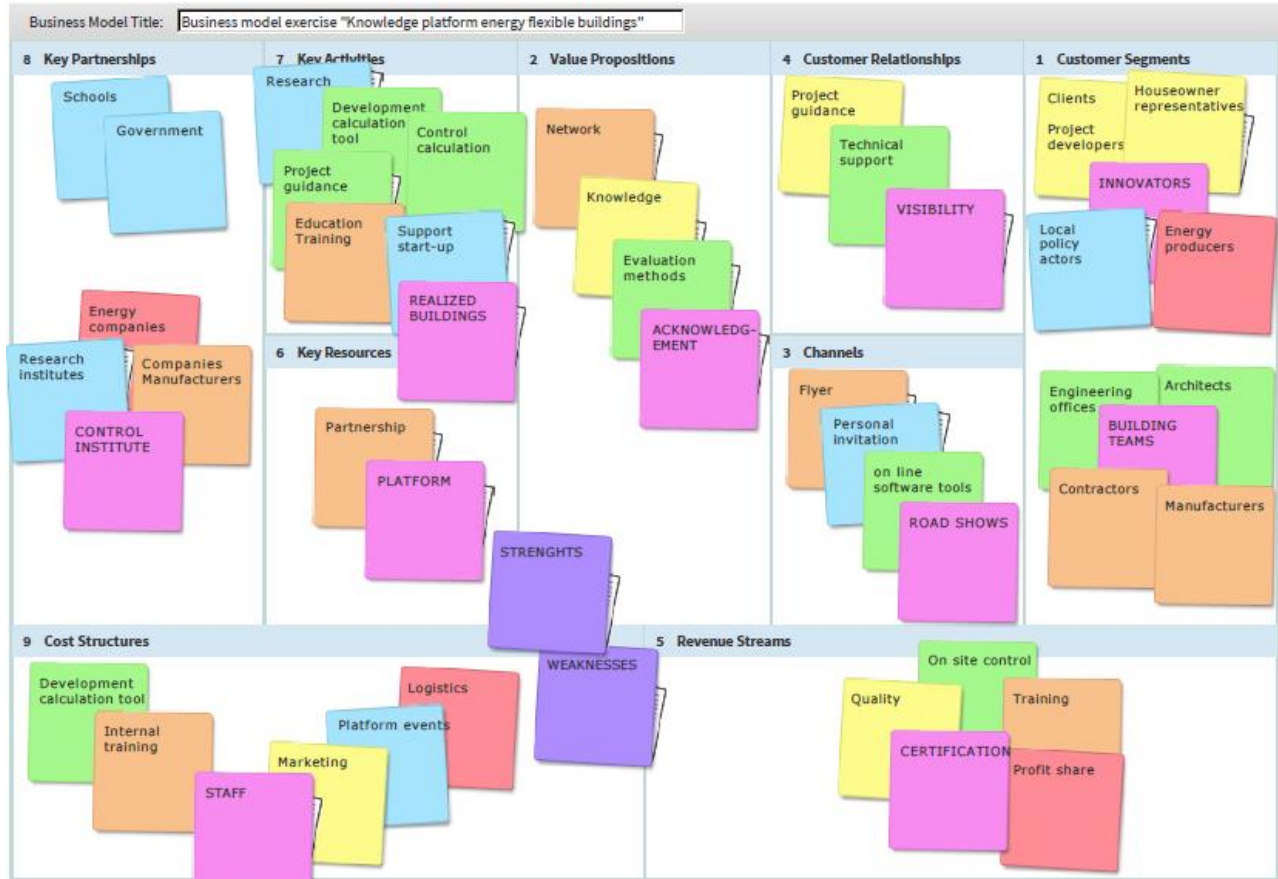 Business Model Title: Business model exercise "Knowledge platform energy flexible buildings"
8 Key Partnerships
Schools
Government
Energy
companies
Research
institutes
Companies
Manufacturers
CONTROL
INSTITUTE
7 Key Activities
Research
Development
calculation
tool
Control
calculation
Project
guidance
Education
Training
Support
start-up
REALIZED
BUILDINGS
6 Key Resources
Partnership
PLATFORM
2 Value Propositions
Network
Knowledge
Evaluation
methods
ACKNOWLEDG-
EMENT
4 Customer Relationships
Project
guidance
Technical
support
VISIBILITY
3 Channels
Flyer
Personal
invitation
on line
software tools
ROAD SHOWS
1 Customer Segments
Clients
Project
developers
Houseowner
representatives
INNOVATORS
Local
policy
actors
Energy
producers
Engineering
offices
Architects
BUILDING
TEAMS
Contractors
Manufacturers
STRENGHTS
WEAKNESSES
9 Cost Structures
Development
calculation tool
Internal
training
STAFF
Marketing
Platform events
Logistics
5 Revenue Streams
On site control
Quality
Training
CERTIFICATION
Profit share